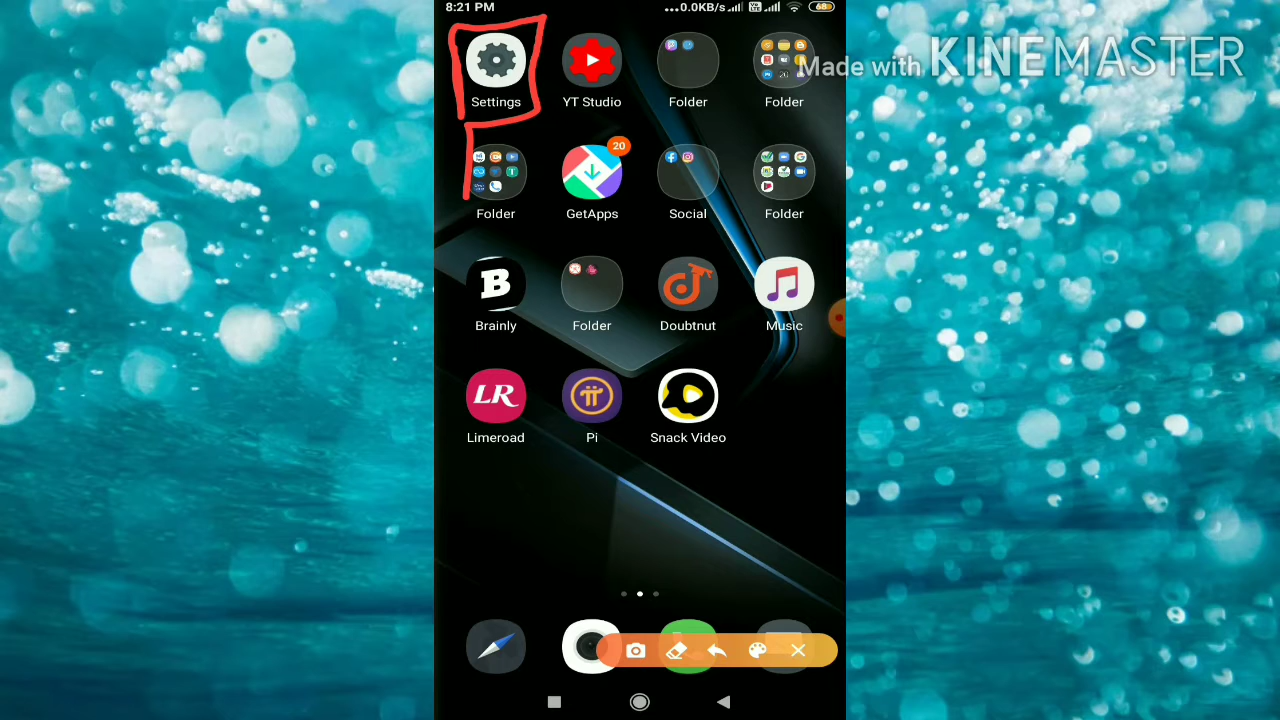 8:21 PM
...0.0KB/s
68
Made with KINEMASTER
Settings
YT Studio
Folder
Folder
20
Folder
GetApps
Social
Folder
B
Brainly
Folder
Doubtnut
Music
LR
Limeroad
Pi
Snack Video